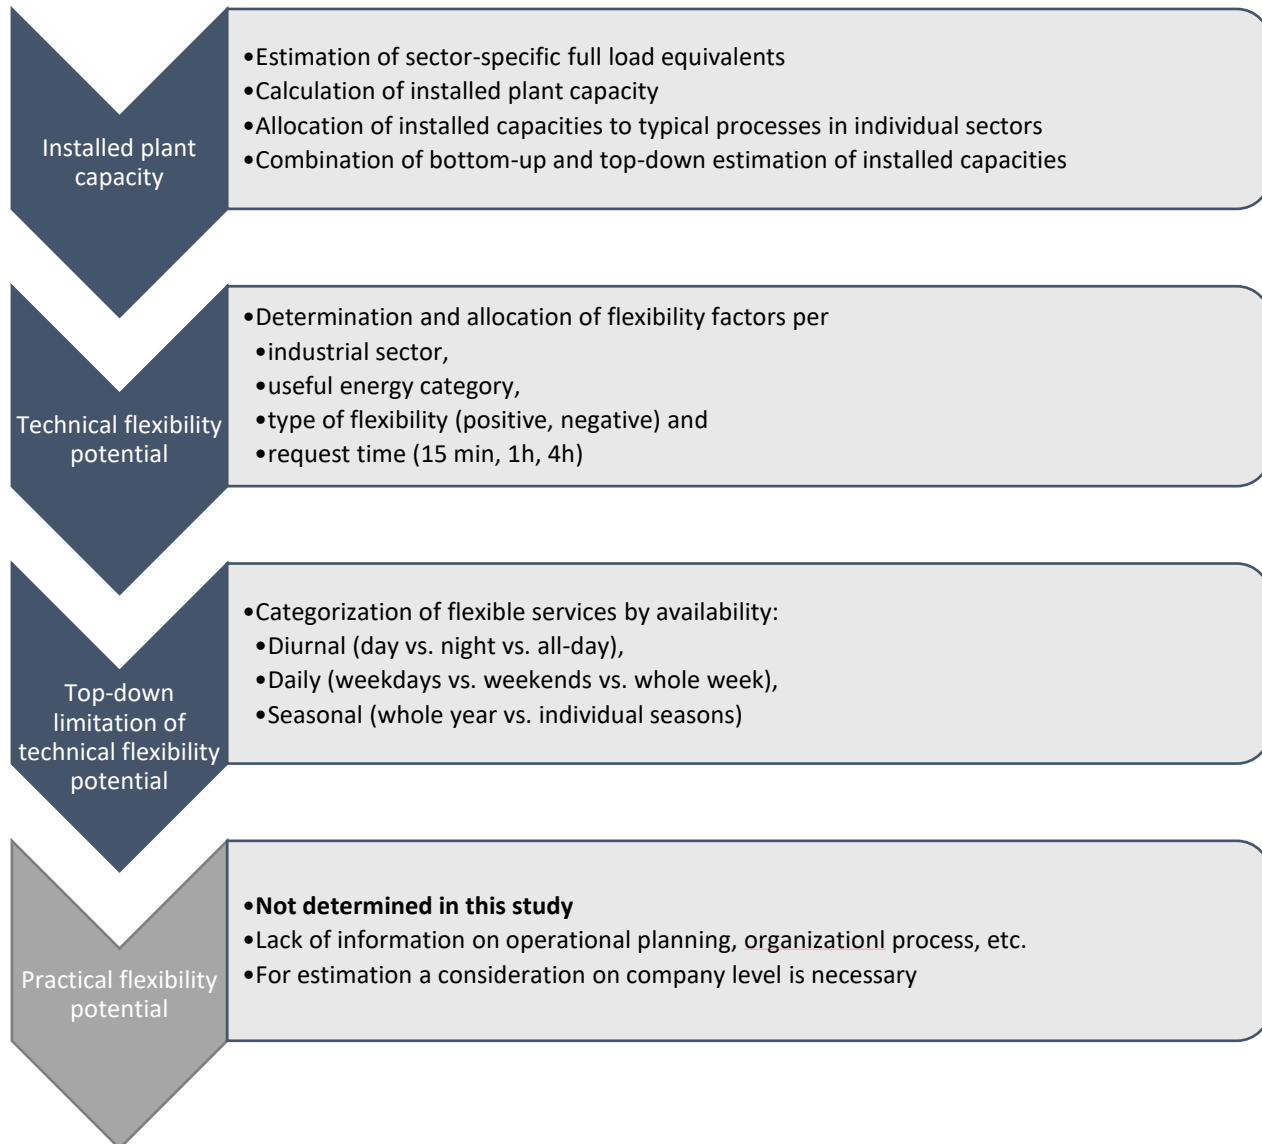 Installed plant
capacity
•Estimation of sector-specific full load equivalents
•Calculation of installed plant capacity
•Allocation of installed capacities to typical processes in individual sectors
•Combination of bottom-up and top-down estimation of installed capacities
Technical flexibility
potential
•Determination and allocation of flexibility factors per
•industrial sector,
•useful energy category,
•type of flexibility (positive, negative) and
•request time (15 min, 1h, 4h)
Top-down
limitation of
technical flexibility
potential
•Categorization of flexible services by availability:
•Diurnal (day vs. night vs. all-day),
•Daily (weekdays vs. weekends vs. whole week),
•Seasonal (whole year vs. individual seasons)
Practical flexibility
potential
•Not determined in this study
•Lack of information on operational planning, organizationl process, etc.
•For estimation a consideration on company level is necessary